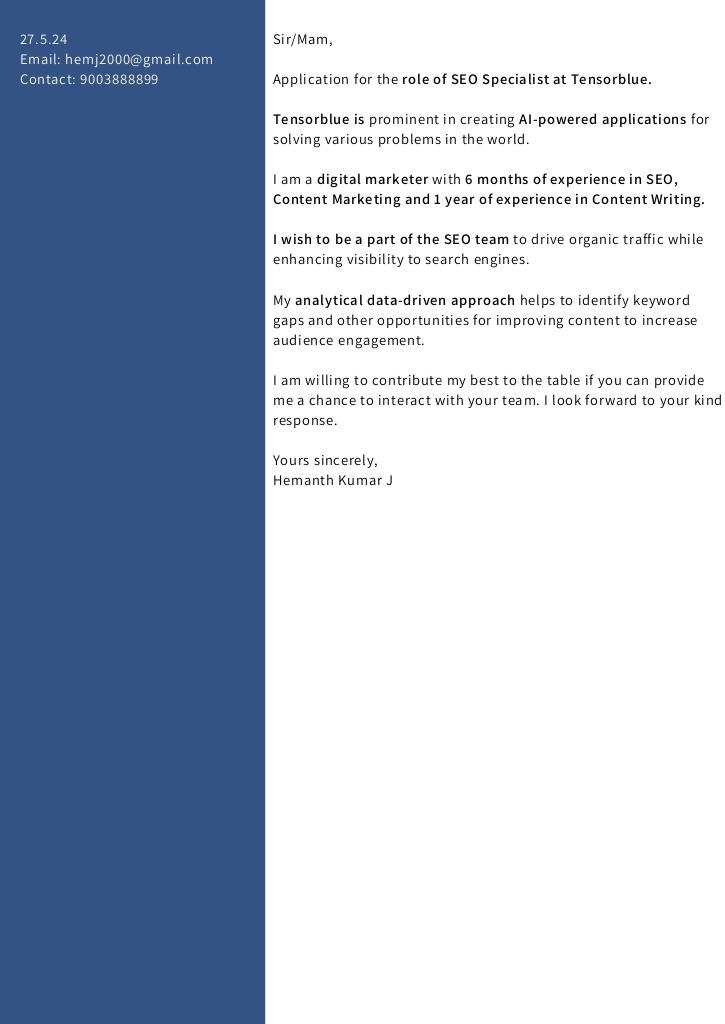 27.5.24
Email: hemj2000@gmail.com
Contact: 9003888899
Sir/Mam,
Application for the role of SEO Specialist at Tensorblue.
Tensorblue is prominent in creating AI-powered applications for
solving various problems in the world.
I am a digital marketer with 6 months of experience in SEO,
Content Marketing and 1 year of experience in Content Writing.
I wish to be a part of the SEO team to drive organic traffic while
enhancing visibility to search engines.
My analytical data-driven approach helps to identify keyword
gaps and other opportunities for improving content to increase
audience engagement.
I am willing to contribute my best to the table if you can provide
me a chance to interact with your team. I look forward to your kind
response.
Yours sincerely,
Hemanth Kumar J